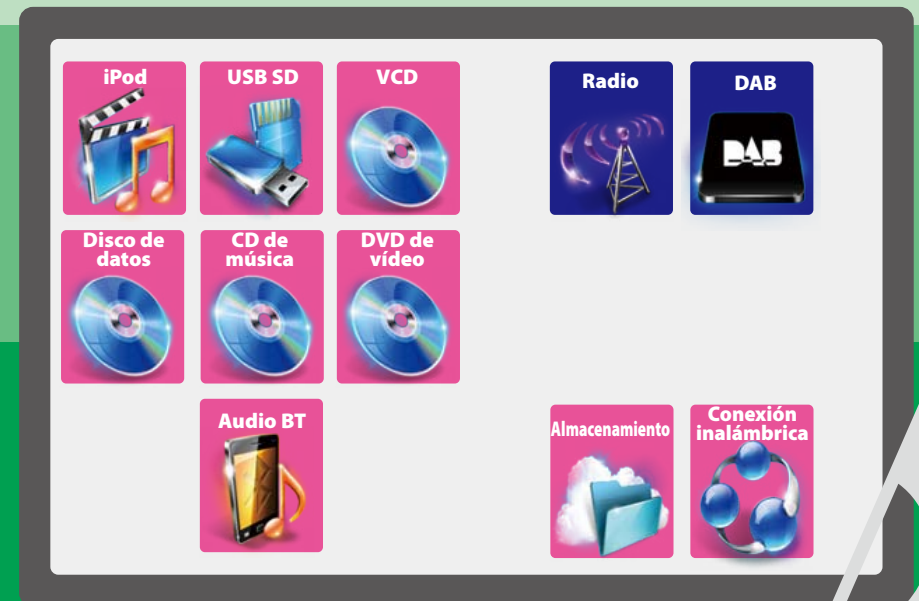 iPod
USB SD
VCD
Radio
DAB
DAB
Disco de
datos
CD de
música
DVD de
vídeo
Audio BT
Almacenamiento
Conexión
inalámbrica